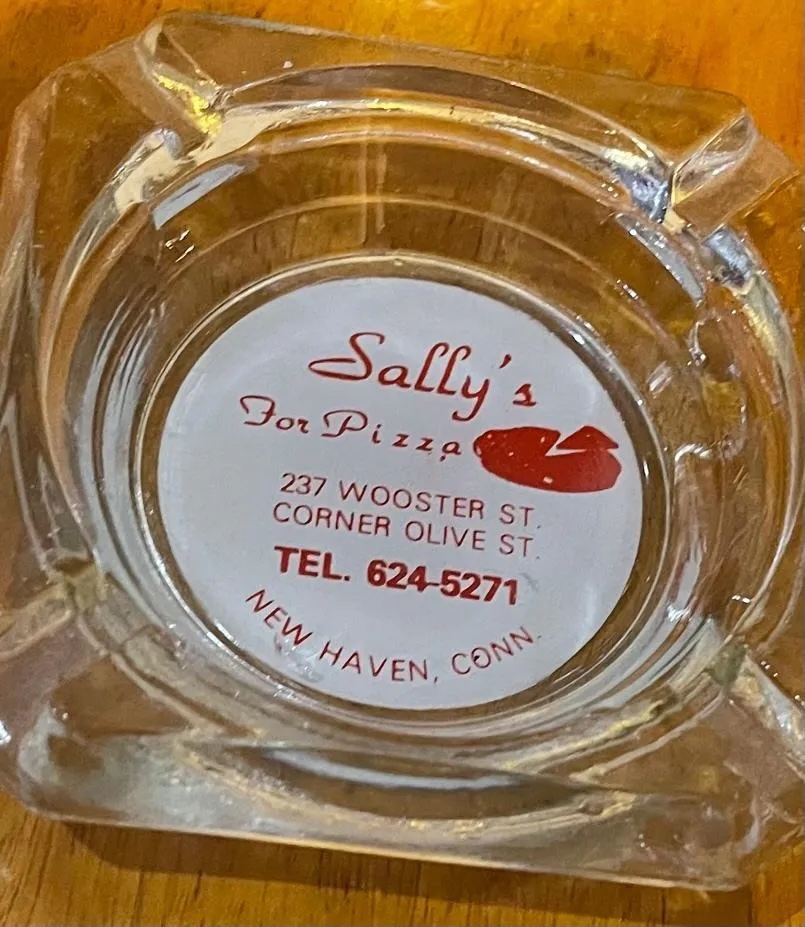 Sally's
For Pizza
237 WOOSTER ST.
CORNER OLIVE ST.
TEL. 624-5271
NEW HAVEN, CONN.